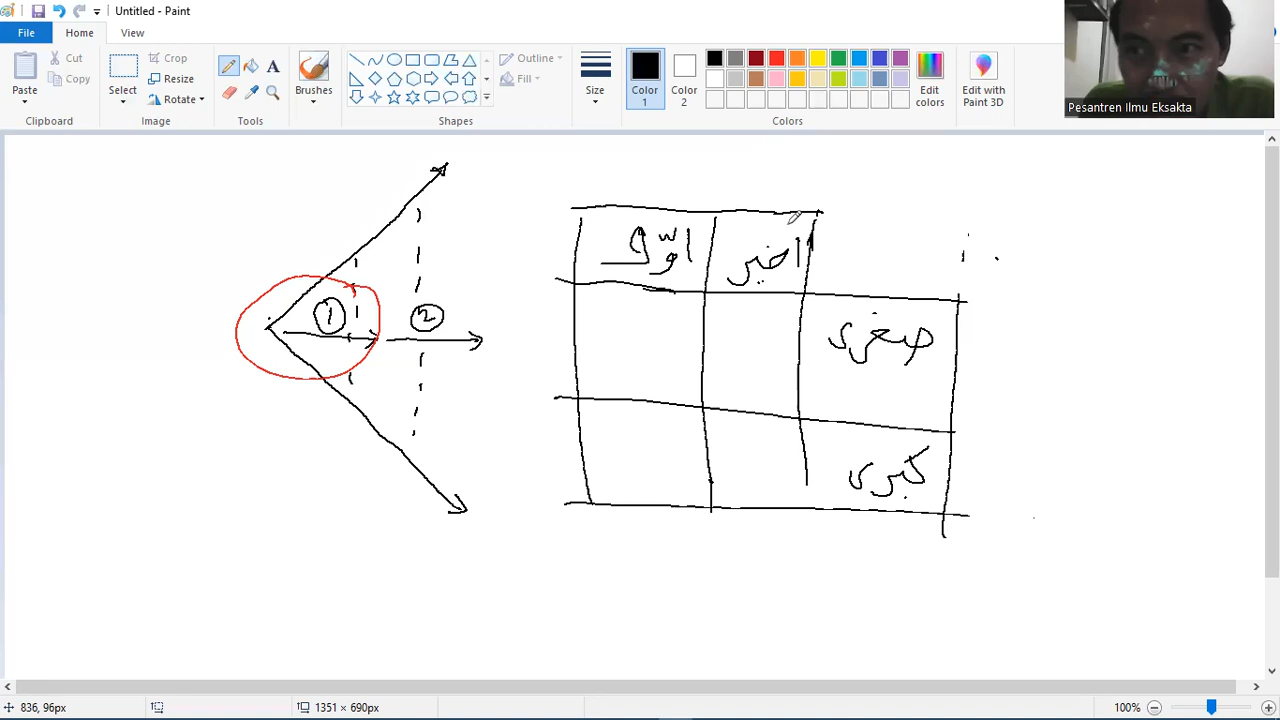 Untitled - Paint
File
Home
View
Paste
Cut
Copy
Clipboard
Select
Crop
Resize
Rotate
Image
Tools
Brushes
Shapes
Outline
Fill
Size
Color 1
Color 2
Colors
Edit colors
Edit with Paint 3D
Pesantren Ilmu Eksakta
اخير
صغرى
كبرى
1
2
836, 96px
1351 × 690px
100%